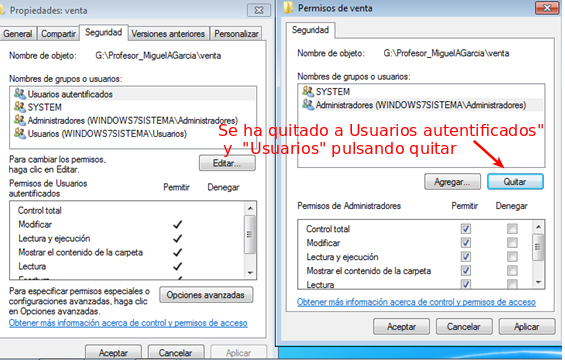 Propiedades: venta
General Compartir Seguridad Versiones anteriores Personalizar
Nombre de objeto: G:\Profesor_MiguelAGarcia\venta
Nombres de grupos o usuarios:
Usuarios autentificados
SYSTEM
Administradores (WINDOWS7SISTEMA\Administradores)
Usuarios (WINDOWS7SISTEMA\Usuarios)
Para cambiar los permisos,
haga clic en Editar.
Editar...
Permisos de Usuarios
autentificados
Permitir Denegar
Control total
Modificar
Lectura y ejecución
Mostrar el contenido de la carpeta
Lectura
Para especificar permisos especiales o
configuraciones avanzadas, haga clic
en Opciones avanzadas.
Opciones avanzadas
Obtener más información acerca de control y permisos de acceso
Aceptar Cancelar Aplicar
Permisos de venta
Seguridad
Nombre de objeto: G:\Profesor_MiguelAGarcia\venta
Nombres de grupos o usuarios:
SYSTEM
Administradores (WINDOWS7SISTEMA\Administradores)
Se ha quitado a Usuarios autentificados"
y "Usuarios" pulsando quitar
Agregar... Quitar
Permisos de Administradores Permitir Denegar
Control total
Modificar
Lectura y ejecución
Mostrar el contenido de la carpeta
Lectura
Obtener más información acerca de control y permisos de acceso
Aceptar Cancelar Aplicar